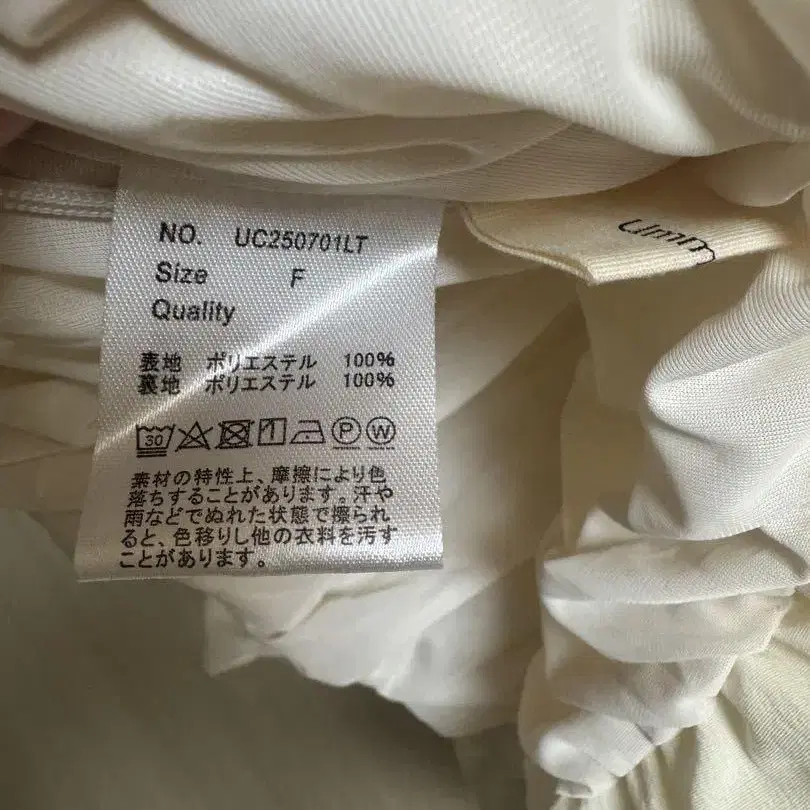 NO. UC250701LT
Size F
Quality
表地 ポリエステル 100%
裏地 ポリエステル 100%
30 P W
素材の特性上、摩擦により色
落ちすることがあります。汗や
雨などでぬれた状態で擦られ
ると、色移りし他の衣料を汚す
ことがあります。